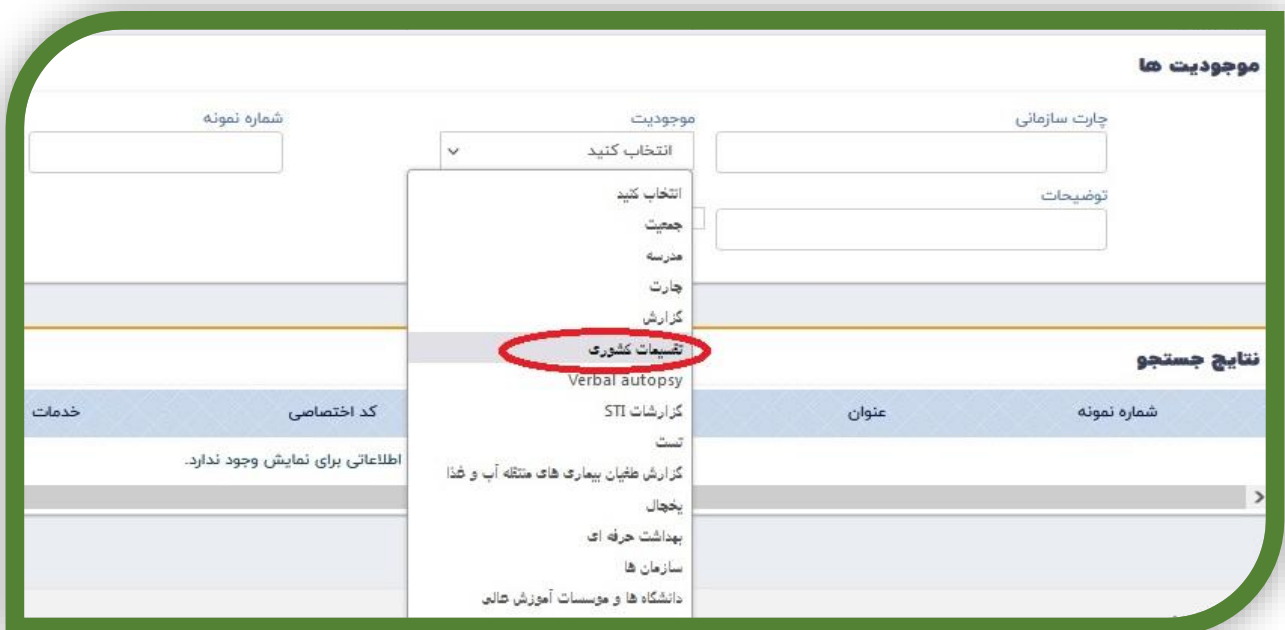 موجودیت ها
چارت سازمانی
موجودیت
شماره نمونه
انتخاب کنید
توضیحات
انتخاب کنید
جمعیت
مدرسه
چارت
گزارش
تقسیمات کشوری
Verbal autopsy
گزارشات STI
تست
گزارش طغیان بیماری های منتقله آب و غذا
یخچال
بهداشت حرفه ای
سازمان ها
دانشگاه ها و موسسات آموزش عالی
نتایج جستجو
شماره نمونه
عنوان
کد اختصاصی
خدمات
اطلاعاتی برای نمایش وجود ندارد.